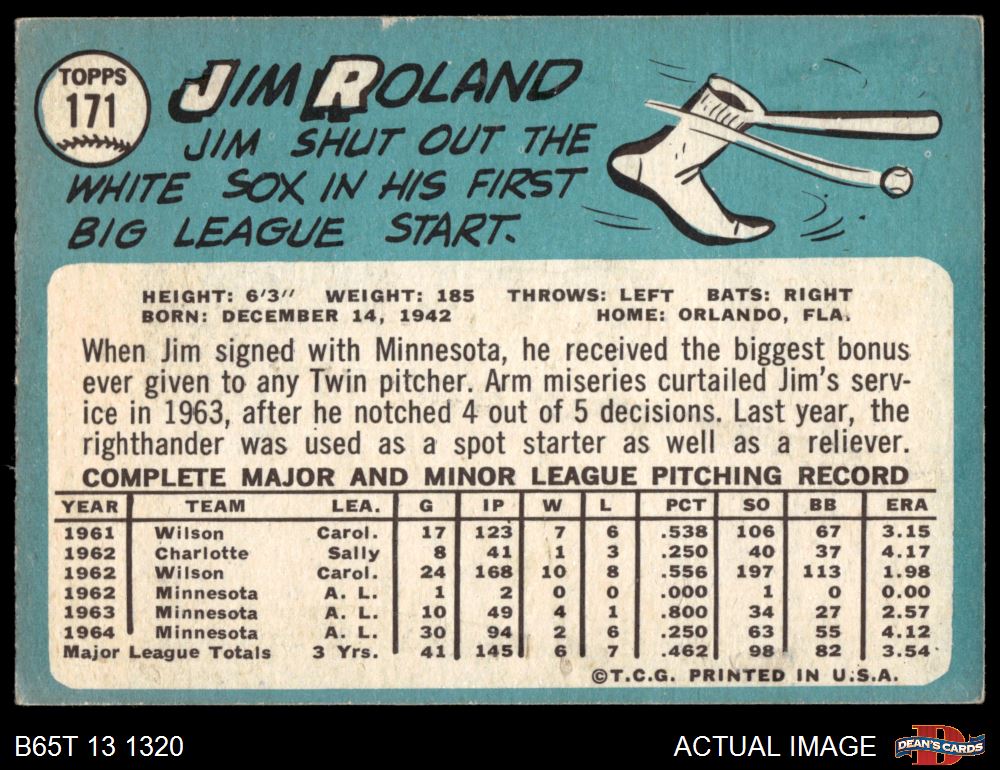 TOPPS
171
JIM ROLAND
JIM SHUT OUT THE
WHITE SOX IN HIS FIRST
BIG LEAGUE START.
HEIGHT: 6'3" WEIGHT: 185 THROWS: LEFT BATS: RIGHT
BORN: DECEMBER 14, 1942 HOME: ORLANDO, FLA.
When Jim signed with Minnesota, he received the biggest bonus
ever given to any Twin pitcher. Arm miseries curtailed Jim's serv-
ice in 1963, after he notched 4 out of 5 decisions. Last year, the
righthander was used as a spot starter as well as a reliever.
COMPLETE MAJOR AND MINOR LEAGUE PITCHING RECORD
YEAR TEAM LEA. G IP W L PCT SO BB ERA
1961 Wilson Carol. 17 123 7 6 .538 106 67 3.15
1962 Charlotte Sally 8 41 1 3 .250 40 37 4.17
1962 Wilson Carol. 24 168 10 8 .556 197 113 1.98
1962 Minnesota A. L. 1 2 0 0 .000 1 0 0.00
1963 Minnesota A. L. 10 49 4 1 .800 34 27 2.57
1964 Minnesota A. L. 30 94 2 6 .250 63 55 4.12
Major League Totals 3 Yrs. 41 145 6 7 .462 98 82 3.54
©T.C.G. PRINTED IN U.S.A.
B65T 13 1320 ACTUAL IMAGE DEAN'S CARDS